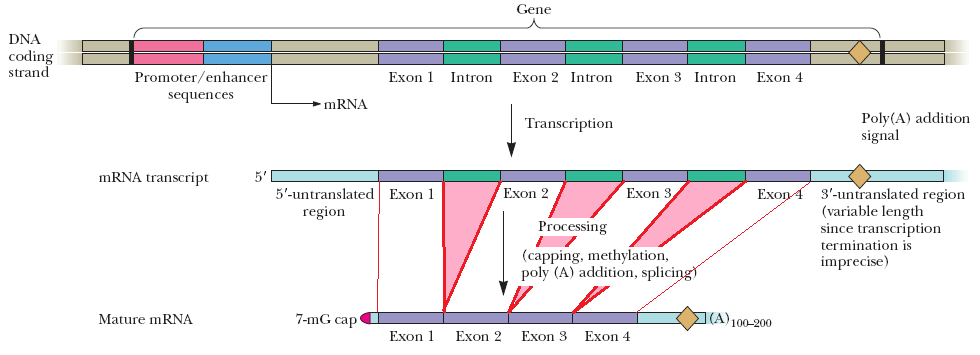 Gene
DNA
coding
strand
Promoter/enhancer
sequences
Exon 1
Intron
Exon 2
Intron
Exon 3
Intron
Exon 4
mRNA
Transcription
Poly(A) addition
signal
mRNA transcript
5′
5′-untranslated
region
Exon 1
Exon 2
Exon 3
Exon 4
3′-untranslated region
(variable length
since transcription
termination is
imprecise)
Processing
(capping, methylation,
poly (A) addition, splicing)
Mature mRNA
7-mG cap
(A)100–200
Exon 1
Exon 2
Exon 3
Exon 4